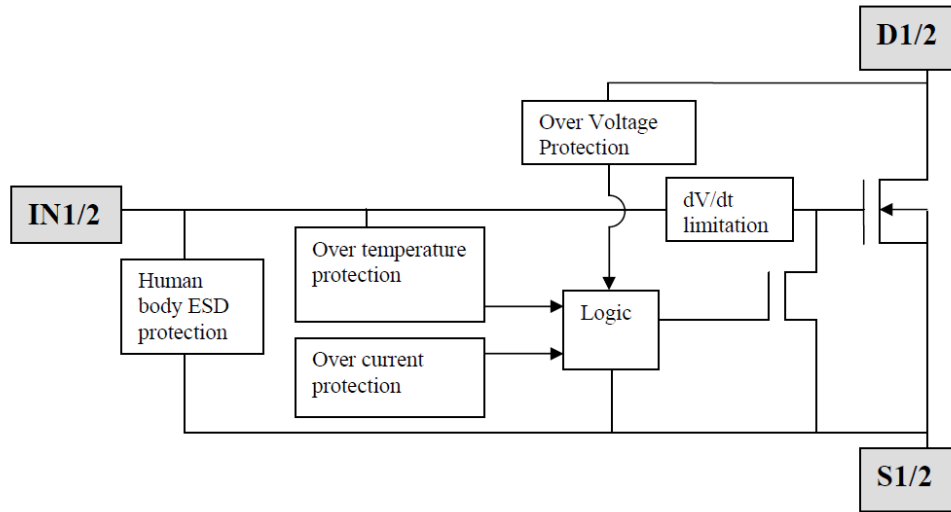 D1/2
Over Voltage
Protection
IN1/2
dV/dt
limitation
Over temperature
protection
Human
body ESD
protection
Logic
Over current
protection
S1/2